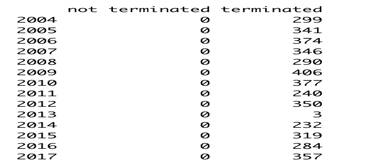 not terminated terminated
2004 0 299
2005 0 341
2006 0 374
2007 0 346
2008 0 290
2009 0 406
2010 0 377
2011 0 240
2012 0 350
2013 0 3
2014 0 232
2015 0 319
2016 0 284
2017 0 357